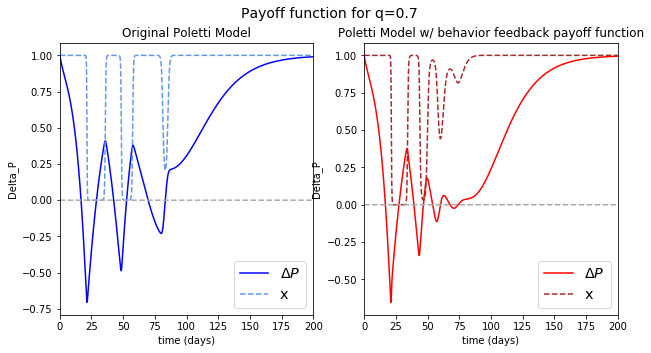 Payoff function for q=0.7
Original Poletti Model
Delta_P
1.00
0.75
0.50
0.25
0.00
−0.25
−0.50
−0.75
0 25 50 75 100 125 150 175 200
time (days)
ΔP
x
Poletti Model w/ behavior feedback payoff function
Delta_P
1.00
0.75
0.50
0.25
0.00
−0.25
−0.50
0 25 50 75 100 125 150 175 200
time (days)
ΔP
x